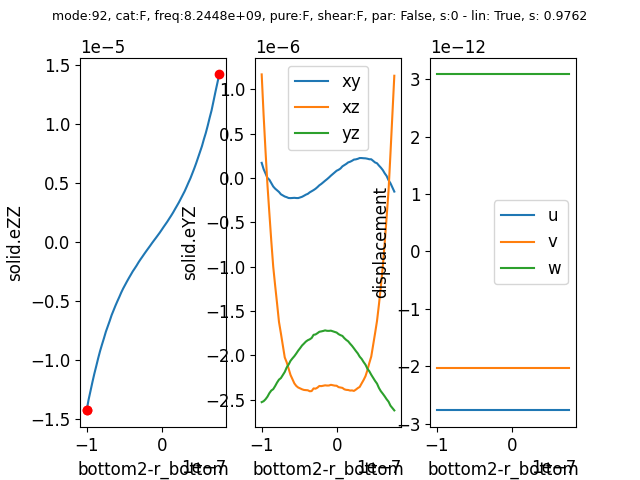 mode:92, cat:F, freq:8.2448e+09, pure:F, shear:F, par: False, s:0 - lin: True, s: 0.9762
1e−5
1.5
1.0
0.5
0.0
−0.5
−1.0
−1.5
solid.eZZ
−1
0
1e−7
bottom2-r_bottom
1e−6
1.0
0.5
0.0
−0.5
−1.0
−1.5
−2.0
−2.5
solid.eYZ
xy
xz
yz
−1
0
1e−7
bottom2-r_bottom
1e−12
3
2
1
0
−1
−2
−3
displacement
u
v
w
−1
0
1e−7
bottom2-r_bottom